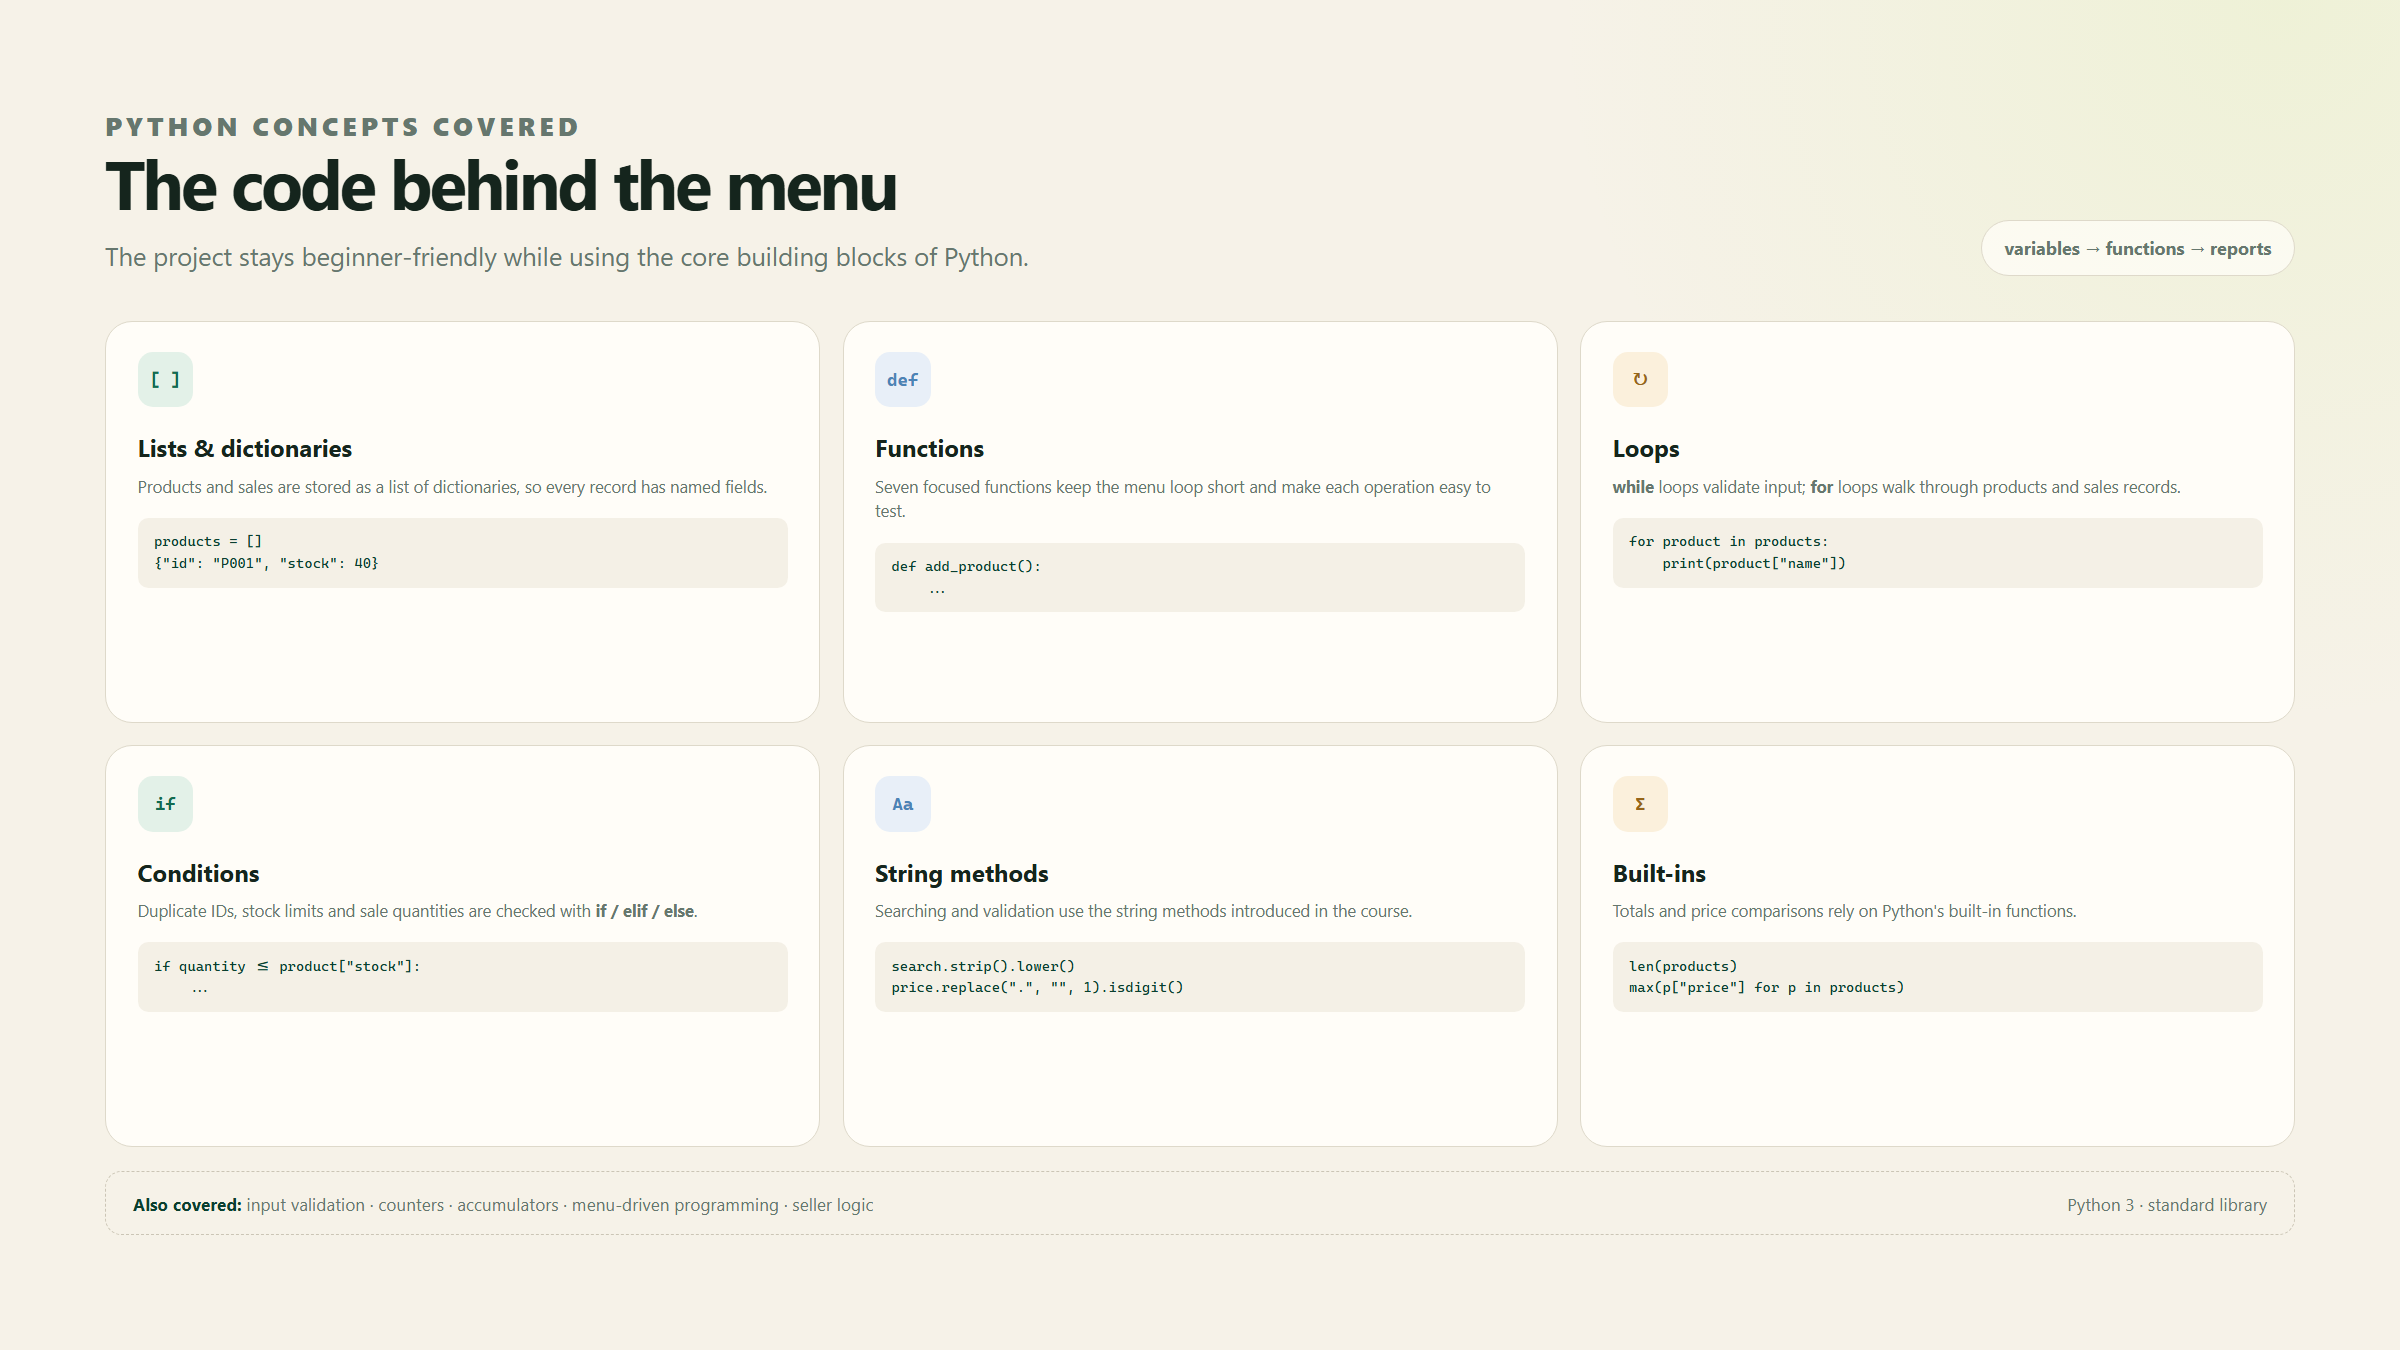 PYTHON CONCEPTS COVERED
The code behind the menu
The project stays beginner-friendly while using the core building blocks of Python.
variables → functions → reports
[ ]
Lists & dictionaries
Products and sales are stored as a list of dictionaries, so every record has named fields.
products = []
{"id": "P001", "stock": 40}
def
Functions
Seven focused functions keep the menu loop short and make each operation easy to
test.
def add_product():
    ...
↻
Loops
while loops validate input; for loops walk through products and sales records.
for product in products:
    print(product["name"])
if
Conditions
Duplicate IDs, stock limits and sale quantities are checked with if / elif / else.
if quantity ≤ product["stock"]:
    ...
Aa
String methods
Searching and validation use the string methods introduced in the course.
search.strip().lower()
price.replace(".", "", 1).isdigit()
Σ
Built-ins
Totals and price comparisons rely on Python's built-in functions.
len(products)
max(p["price"] for p in products)
Also covered: input validation · counters · accumulators · menu-driven programming · seller logic
Python 3 · standard library